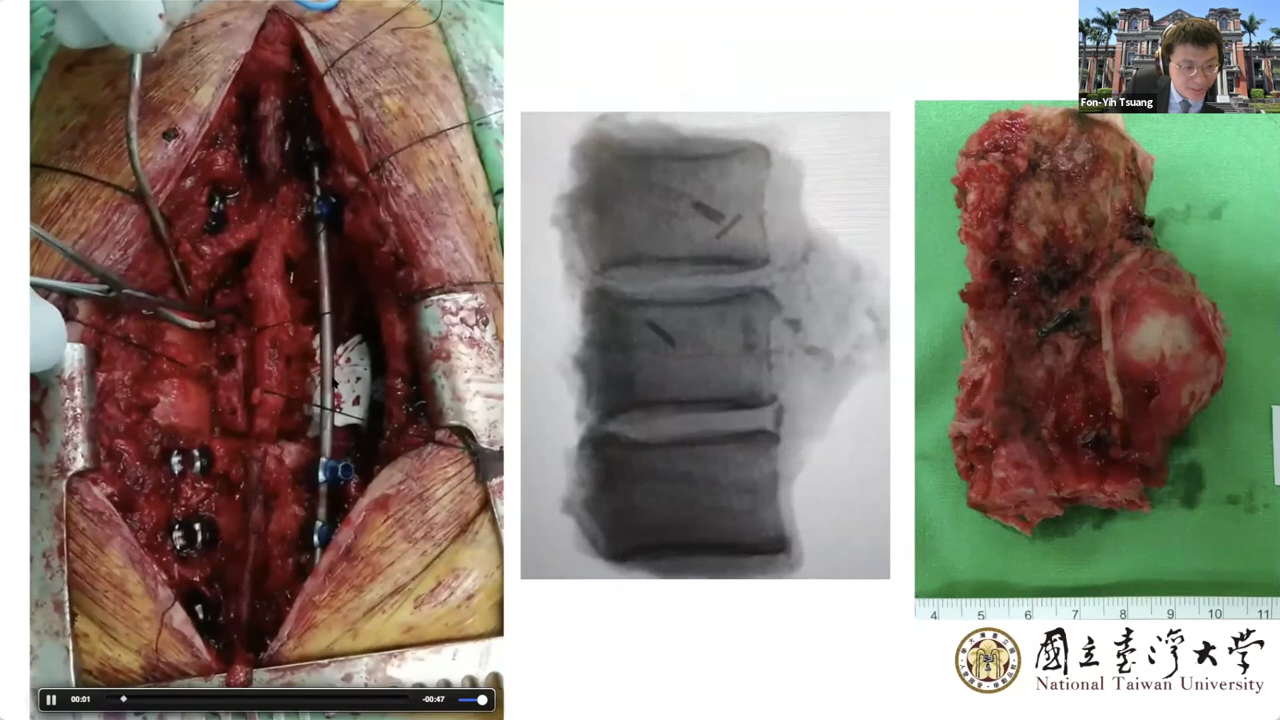 Fon-Yih Tsuang
4 5 6 7 8 9 10 11
國立臺灣大學
National Taiwan University
00:01 -00:47